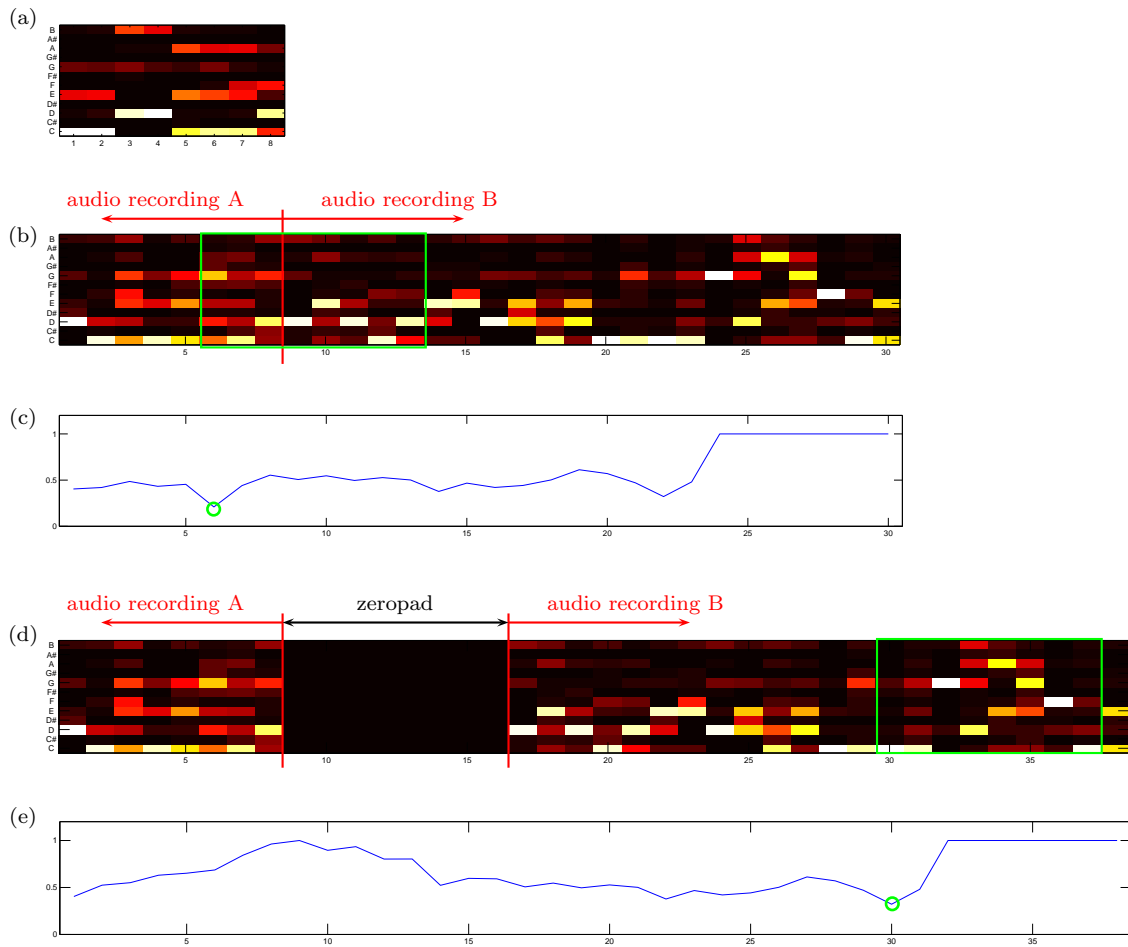 (a)
B
A#
A
G#
G
F#
F
E
D#
D
C#
C
1 2 3 4 5 6 7 8
audio recording A audio recording B
(b)
B
A#
A
G#
G
F#
F
E
D#
D
C#
C
5 10 15 20 25 30
(c)
1
0.5
0
5 10 15 20 25 30
audio recording A zeropad audio recording B
(d)
B
A#
A
G#
G
F#
F
E
D#
D
C#
C
5 10 15 20 25 30 35
(e)
1
0.5
0
5 10 15 20 25 30 35